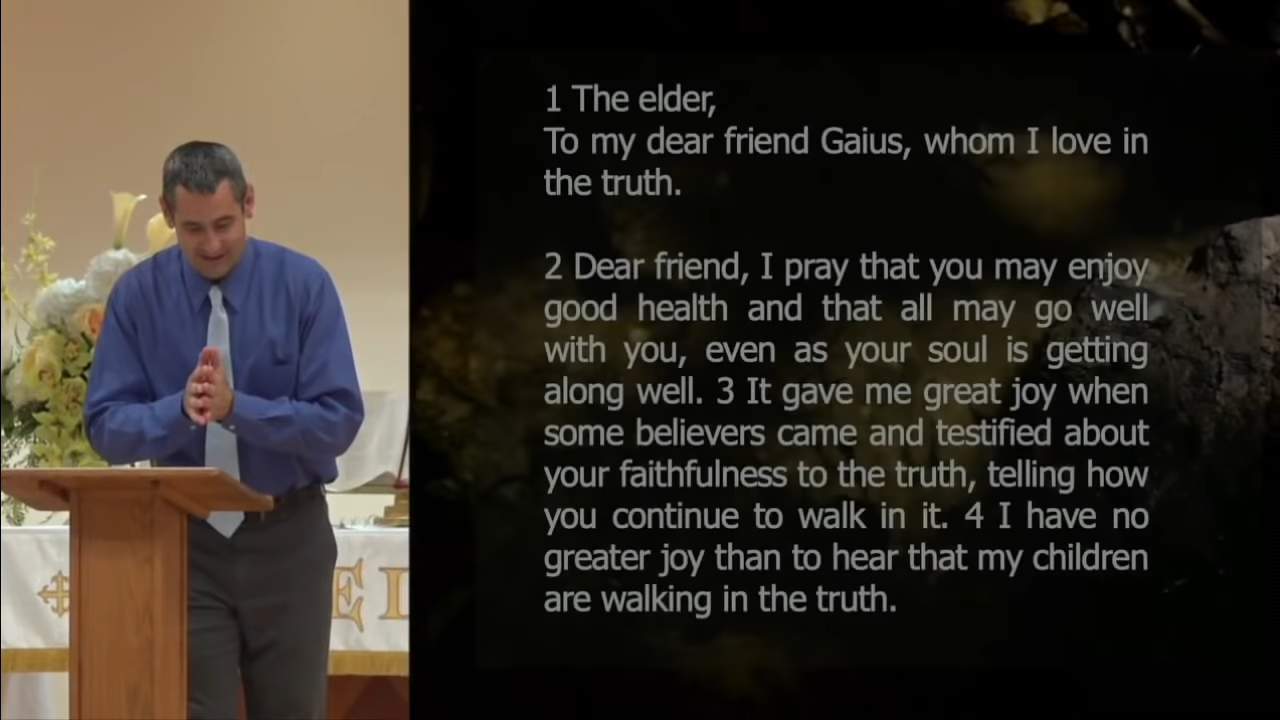 1 The elder,
To my dear friend Gaius, whom I love in
the truth.
2 Dear friend, I pray that you may enjoy
good health and that all may go well
with you, even as your soul is getting
along well. 3 It gave me great joy when
some believers came and testified about
your faithfulness to the truth, telling how
you continue to walk in it. 4 I have no
greater joy than to hear that my children
are walking in the truth.